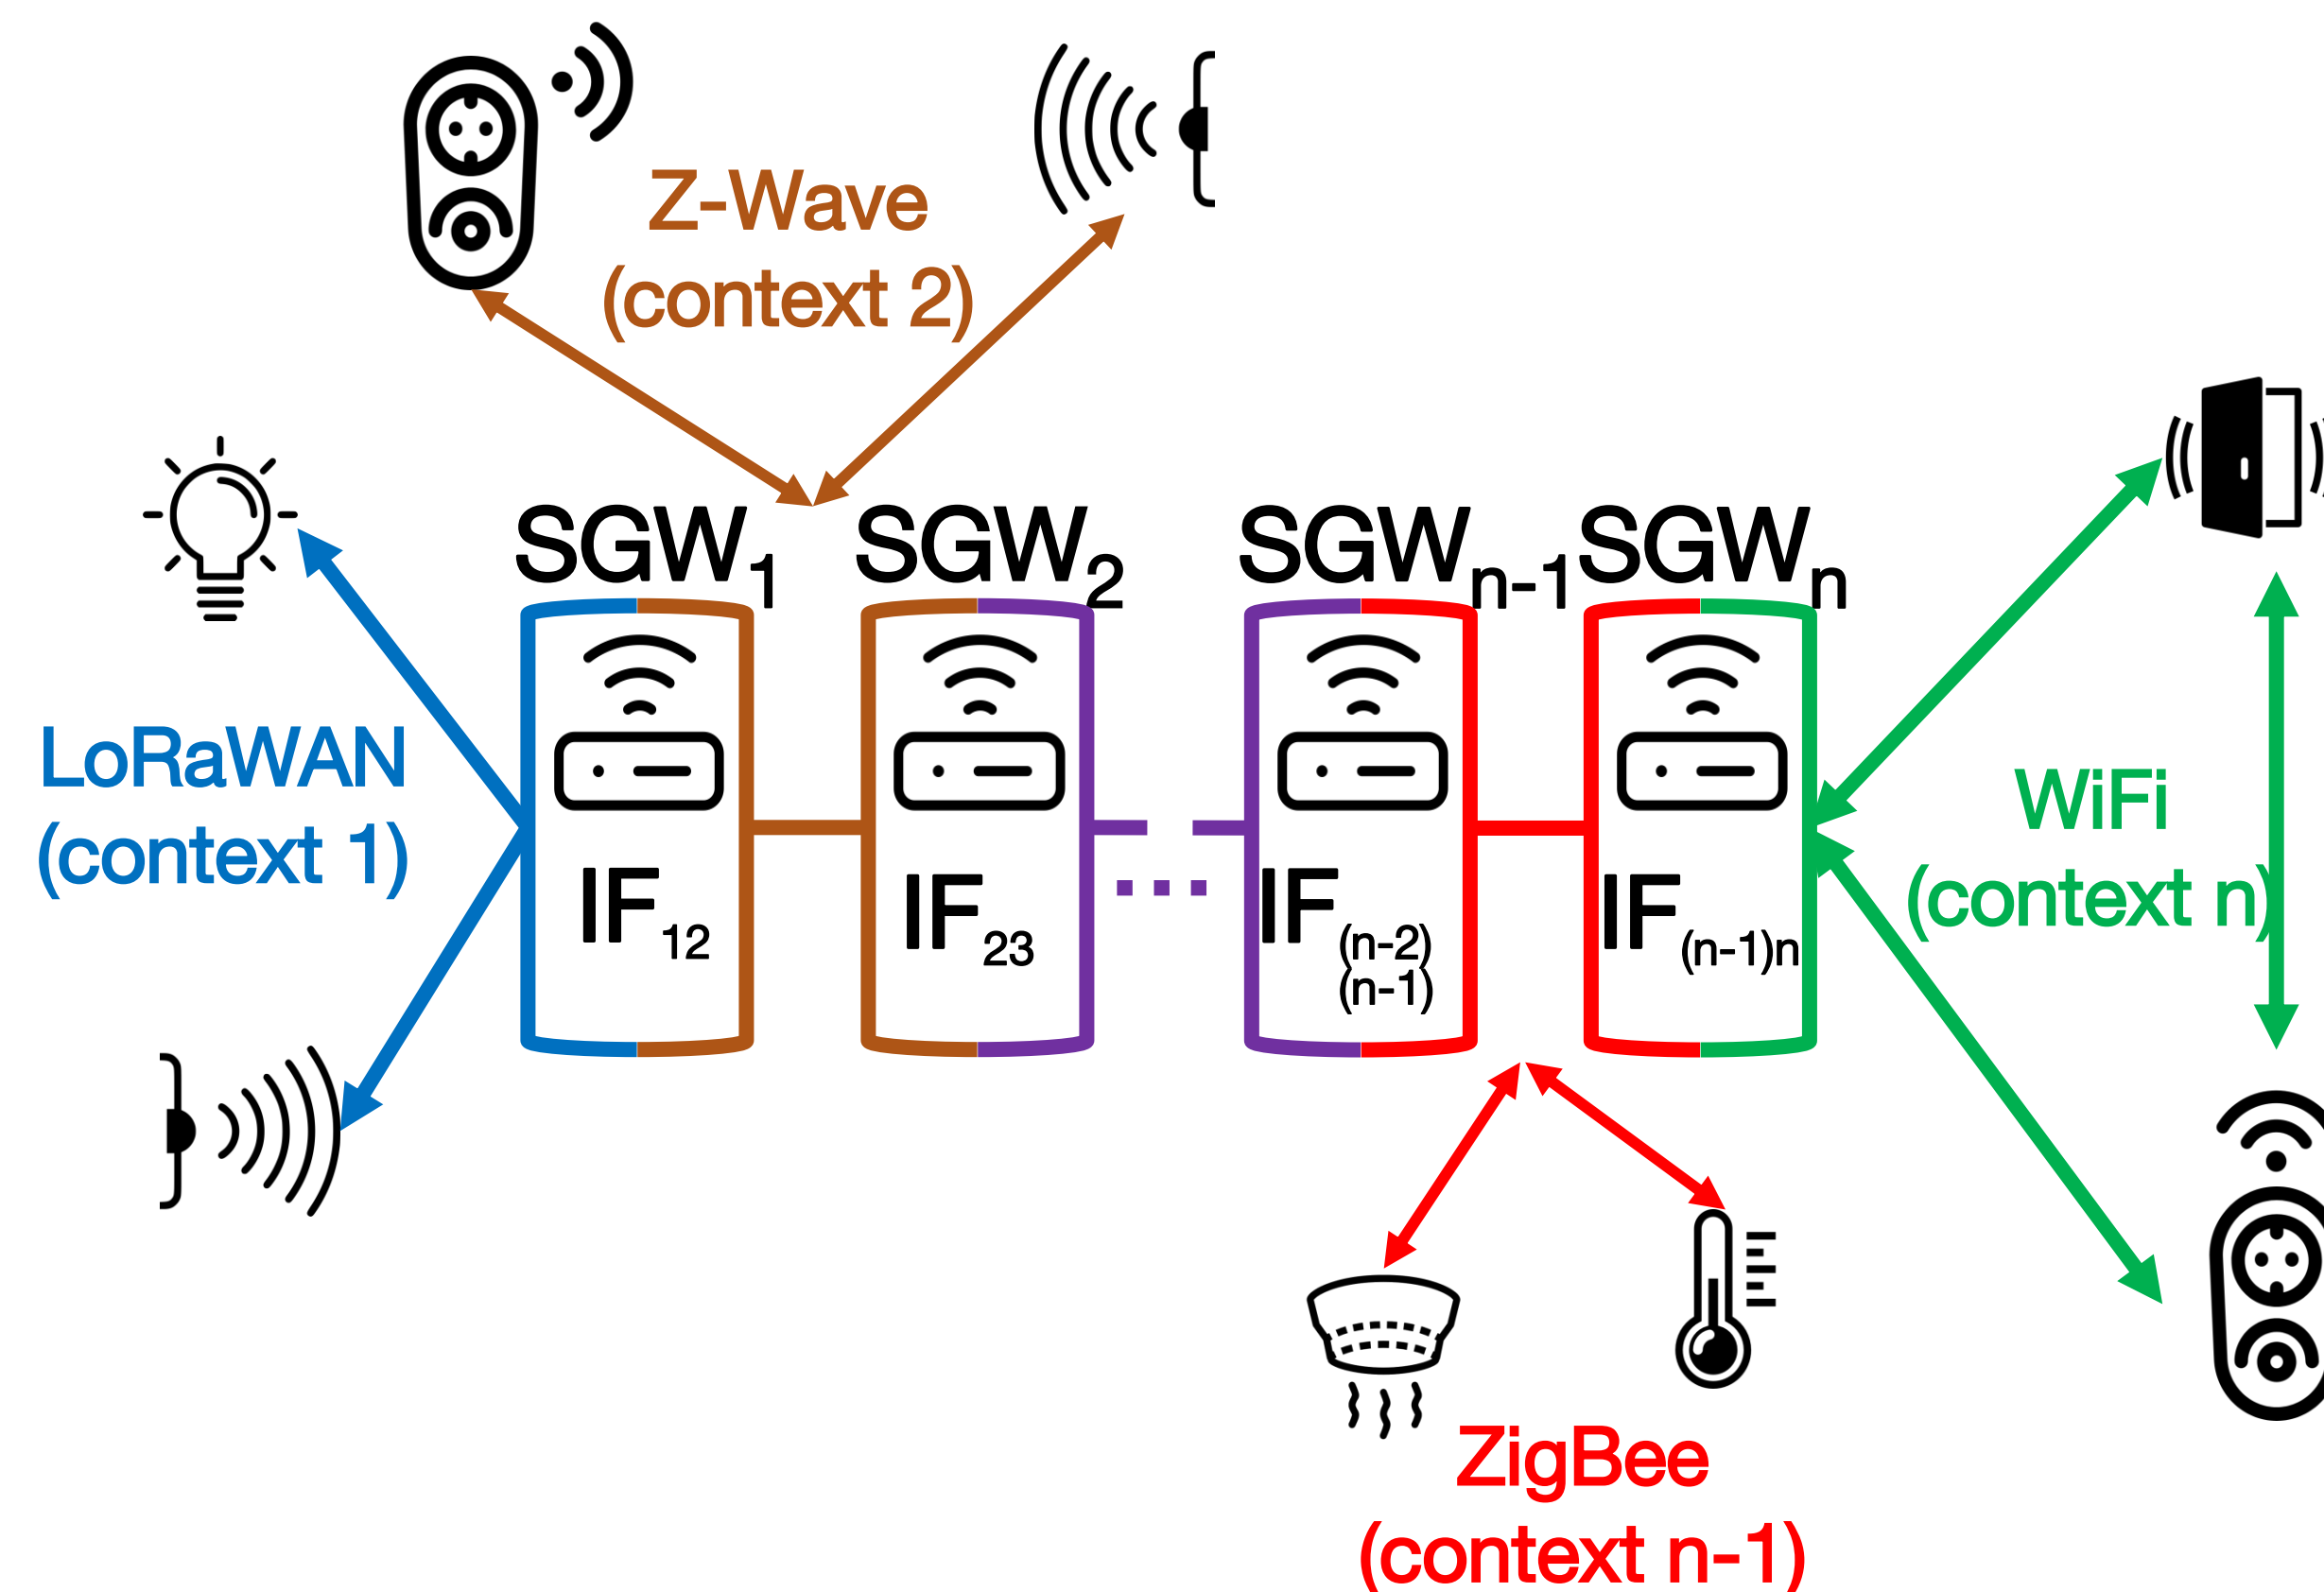 Z-Wave
(context 2)
SGW1
SGW2
SGWn-1
SGWn
LoRaWAN
(context 1)
WiFi
(context n)
IF12
IF23
...
IF(n-2)
(n-1)
IF(n-1)n
ZigBee
(context n-1)